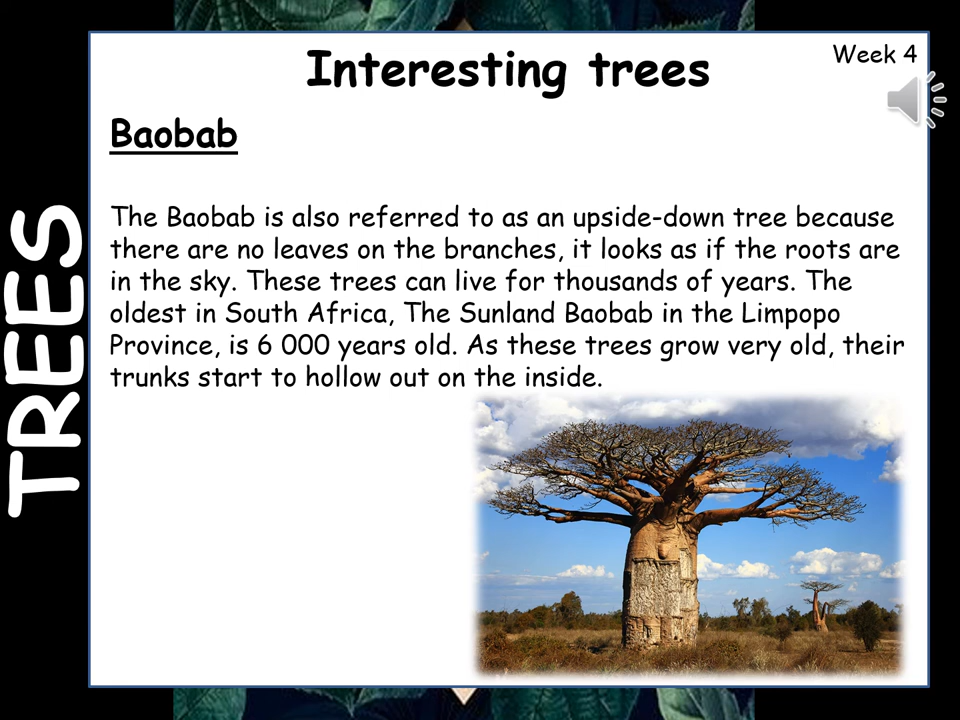 Week 4
Interesting trees
Baobab
The Baobab is also referred to as an upside-down tree because
there are no leaves on the branches, it looks as if the roots are
in the sky. These trees can live for thousands of years. The
oldest in South Africa, The Sunland Baobab in the Limpopo
Province, is 6 000 years old. As these trees grow very old, their
trunks start to hollow out on the inside.
TREES